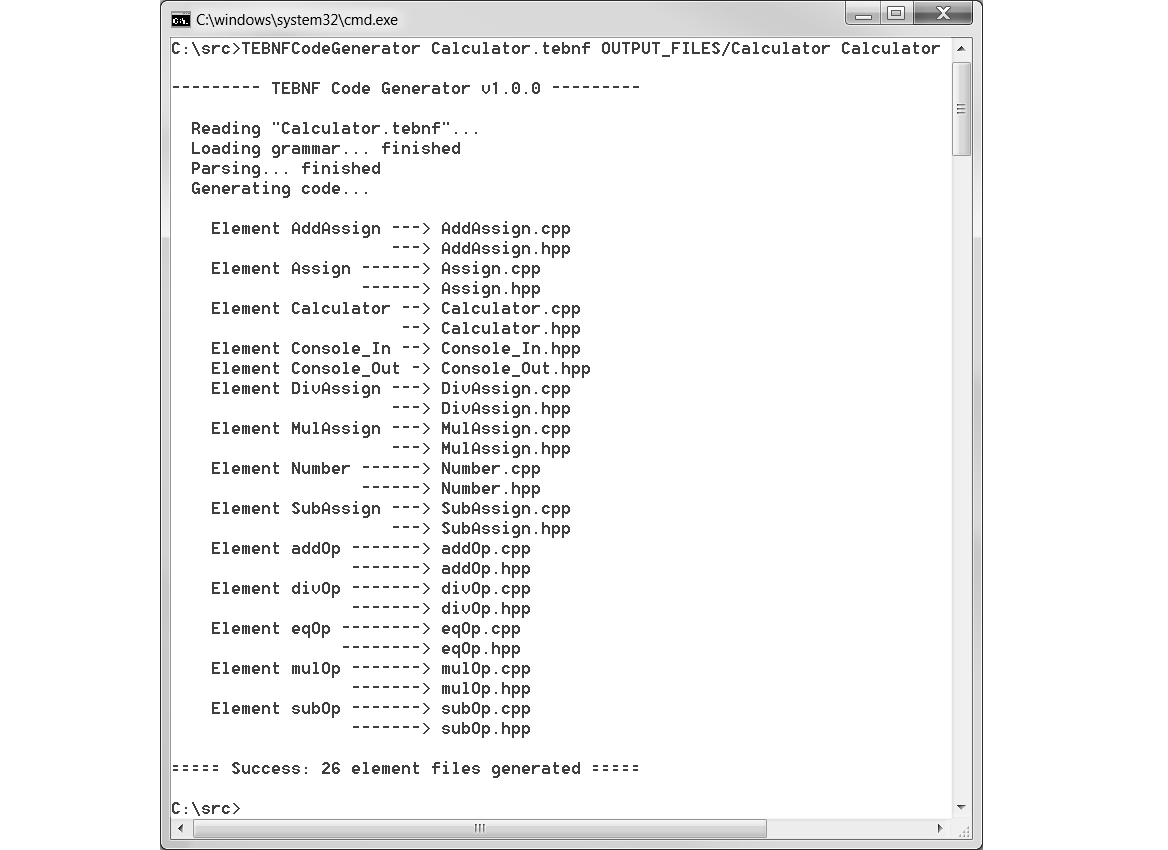 C:\windows\system32\cmd.exe
C:\src>TEBNFCodeGenerator Calculator.tebnf OUTPUT_FILES/Calculator Calculator
--------- TEBNF Code Generator v1.0.0 ---------
Reading "Calculator.tebnf"...
Loading grammar... finished
Parsing... finished
Generating code...
Element AddAssign ---> AddAssign.cpp
---> AddAssign.hpp
Element Assign ------> Assign.cpp
------> Assign.hpp
Element Calculator --> Calculator.cpp
--> Calculator.hpp
Element Console_In --> Console_In.hpp
Element Console_Out -> Console_Out.hpp
Element DivAssign ---> DivAssign.cpp
---> DivAssign.hpp
Element MulAssign ---> MulAssign.cpp
---> MulAssign.hpp
Element Number ------> Number.cpp
------> Number.hpp
Element SubAssign ---> SubAssign.cpp
---> SubAssign.hpp
Element addOp -------> addOp.cpp
-------> addOp.hpp
Element divOp -------> divOp.cpp
-------> divOp.hpp
Element eqOp --------> eqOp.cpp
--------> eqOp.hpp
Element mulOp -------> mulOp.cpp
-------> mulOp.hpp
Element subOp -------> subOp.cpp
-------> subOp.hpp
===== Success: 26 element files generated =====
C:\src>